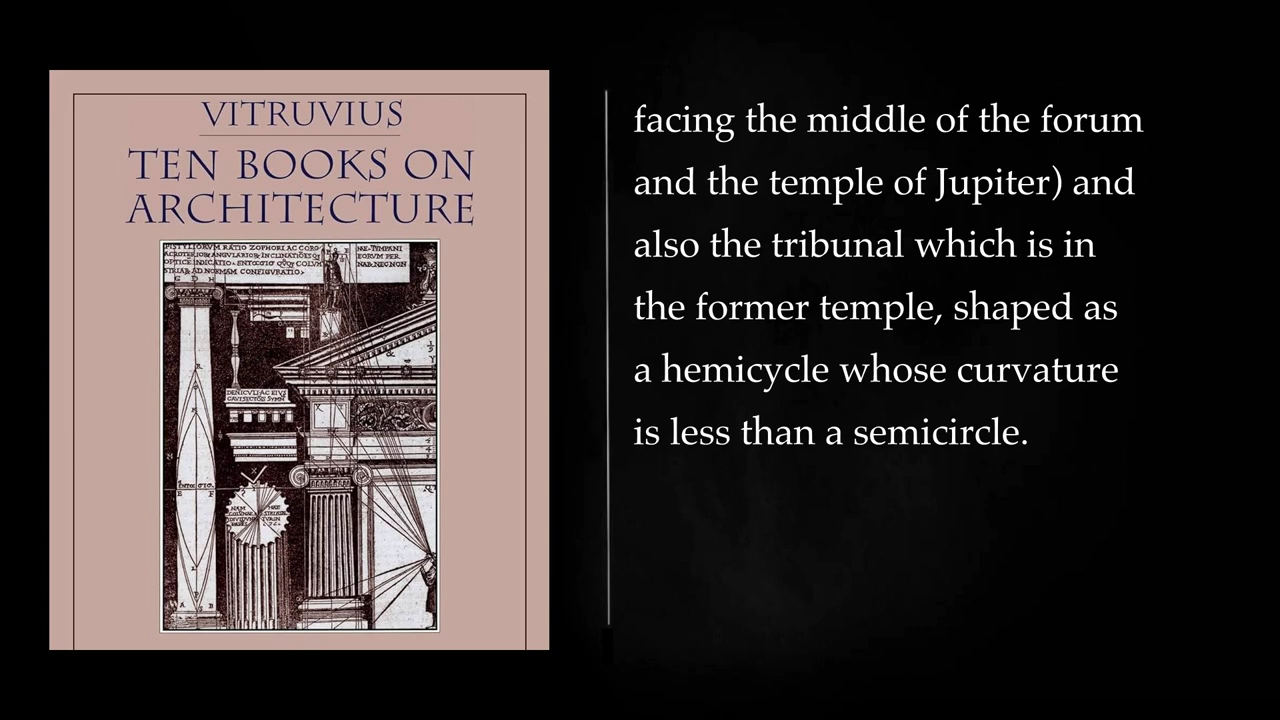 VITRUVIUS
TEN BOOKS ON
ARCHITECTURE
facing the middle of the forum
and the temple of Jupiter) and
also the tribunal which is in
the former temple, shaped as
a hemicycle whose curvature
is less than a semicircle.